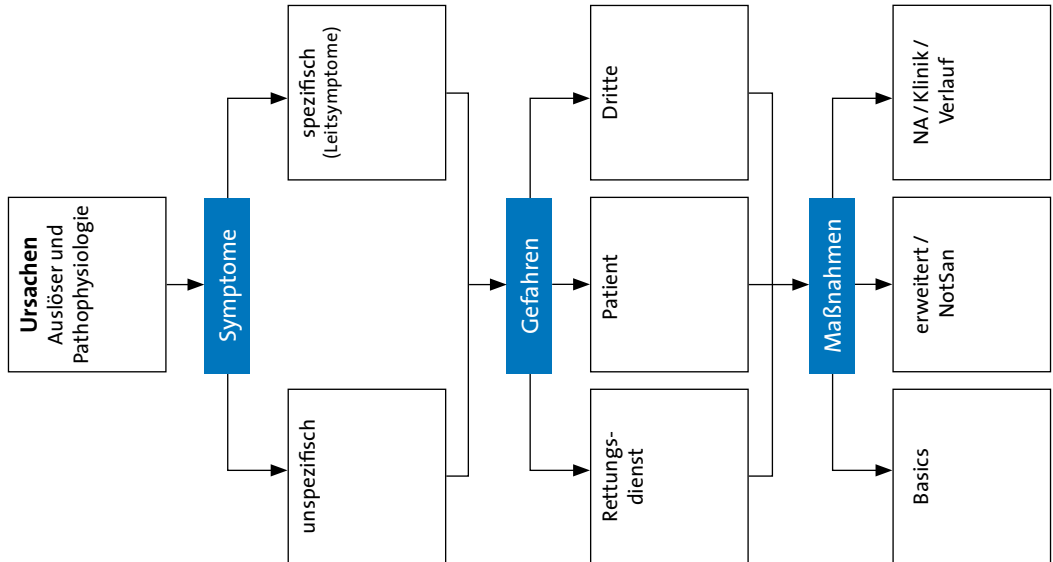 Ursachen
Auslöser und
Pathophysiologie
Symptome
unspezifisch
spezifisch
(Leitsymptome)
Gefahren
Rettungs-
dienst
Patient
Dritte
Maßnahmen
Basics
erweitert /
NotSan
NA / Klinik /
Verlauf